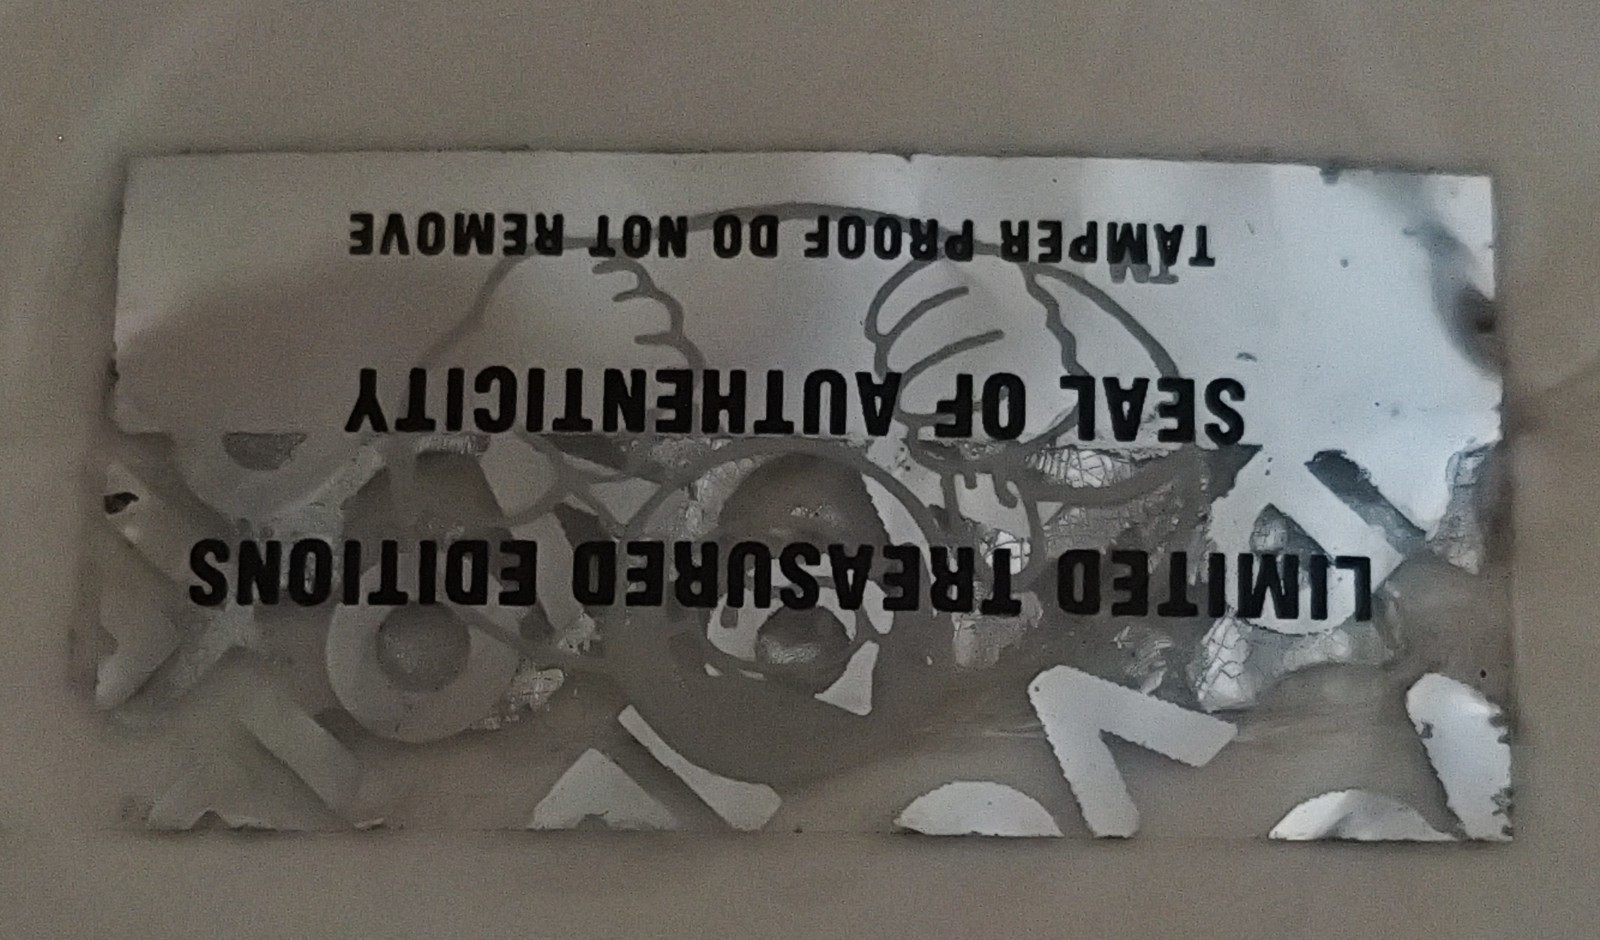 LIMITED TREASURED EDITIONS
SEAL OF AUTHENTICITY
TAMPER PROOF DO NOT REMOVE